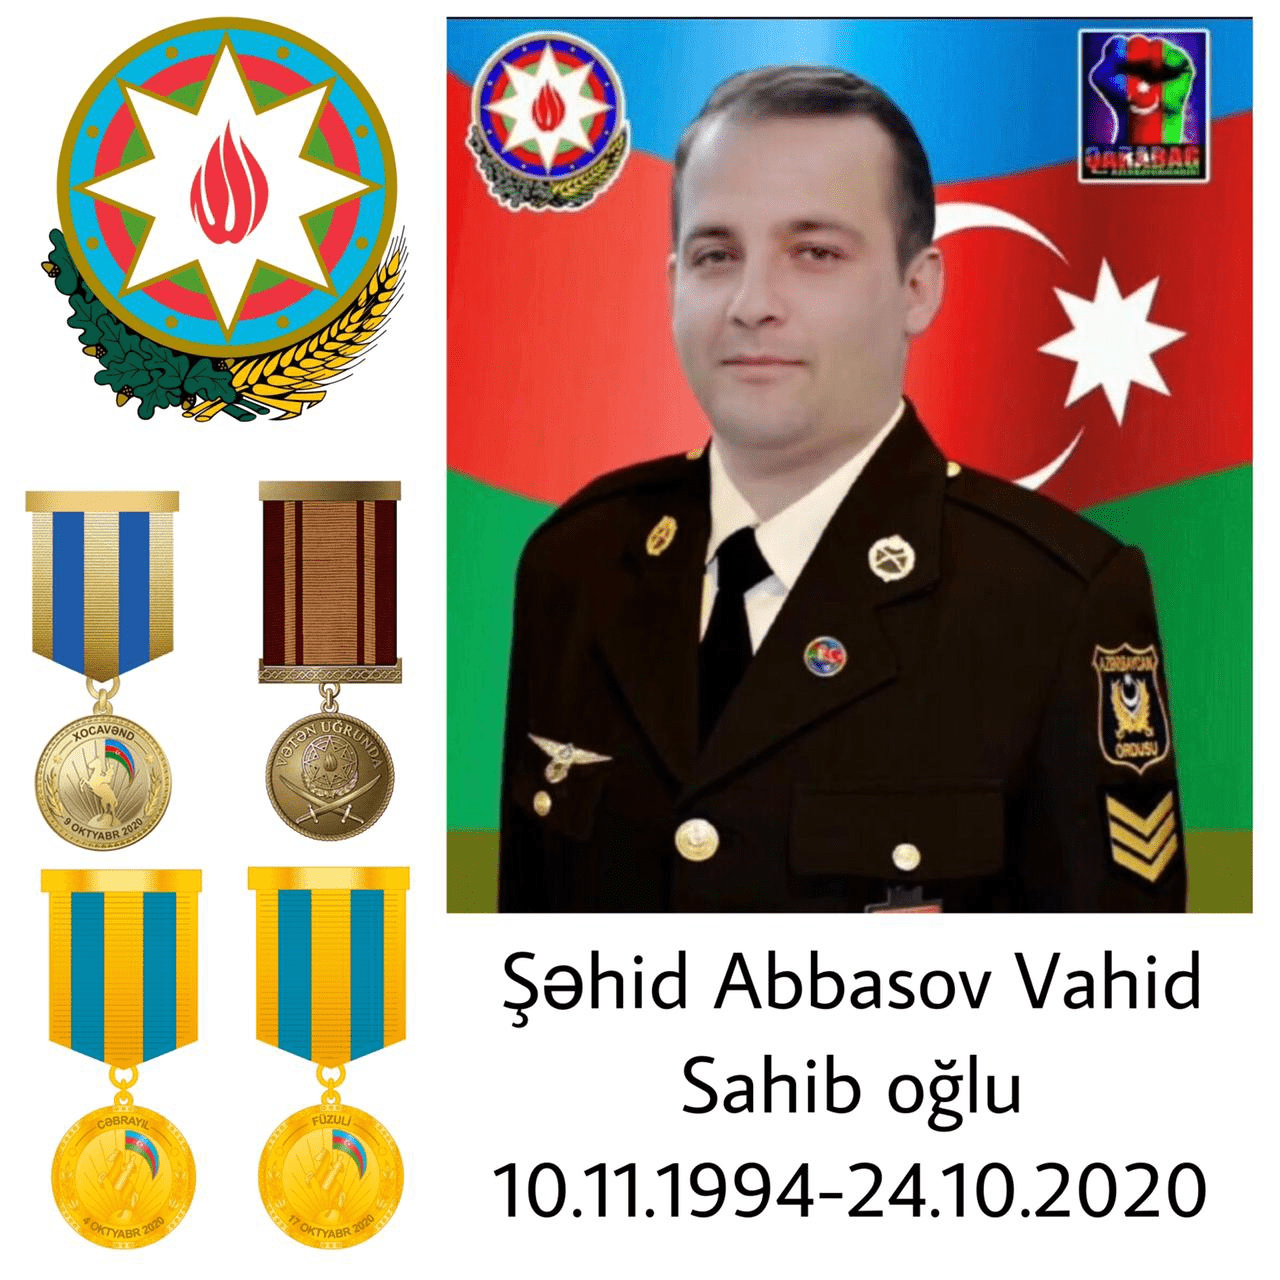 QARABAĞ
AZƏRBAYCANDIR!
AZƏRBAYCAN
ORDUSU
XOCAVƏND
9 OKTYABR 2020
VƏTƏN UĞRUNDA
CƏBRAYIL
4 OKTYABR 2020
FÜZULİ
17 OKTYABR 2020
Şəhid Abbasov Vahid
Sahib oğlu
10.11.1994-24.10.2020